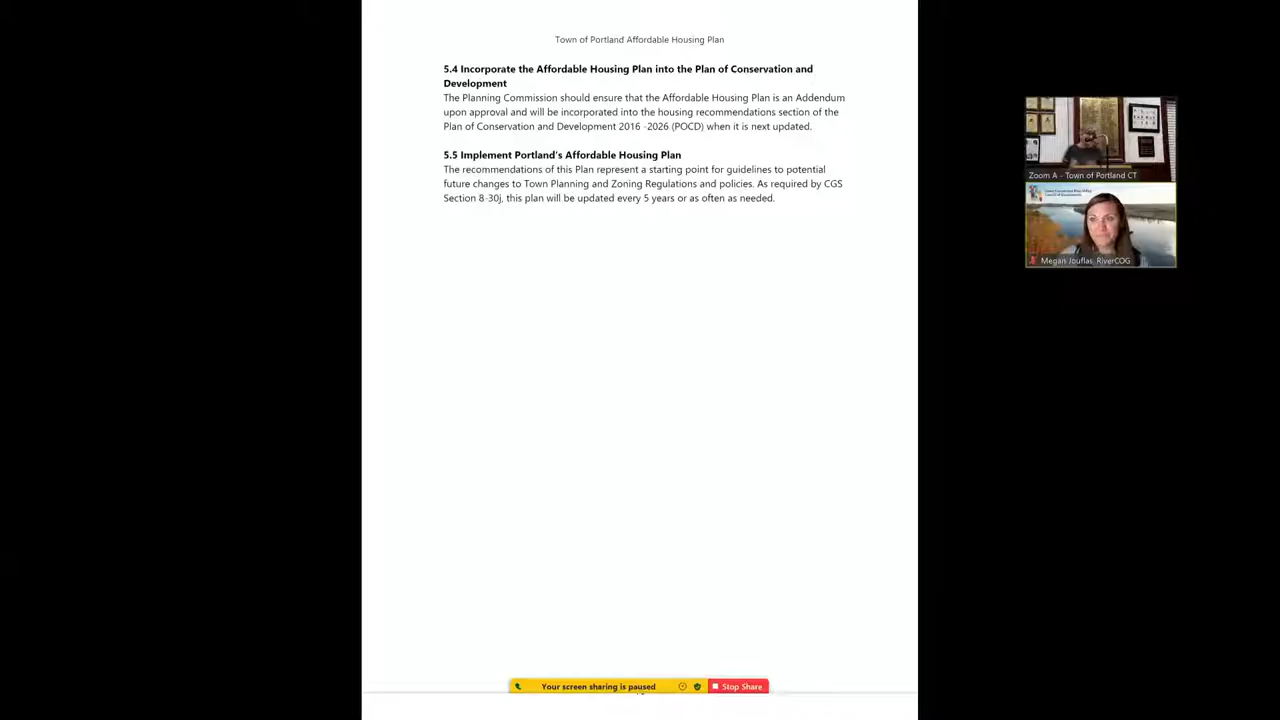 Town of Portland Affordable Housing Plan
5.4 Incorporate the Affordable Housing Plan into the Plan of Conservation and
Development
The Planning Commission should ensure that the Affordable Housing Plan is an Addendum
upon approval and will be incorporated into the housing recommendations section of the
Plan of Conservation and Development 2016 -2026 (POCD) when it is next updated.
5.5 Implement Portland's Affordable Housing Plan
The recommendations of this Plan represent a starting point for guidelines to potential
future changes to Town Planning and Zoning Regulations and policies. As required by CGS
Section 8-30j, this plan will be updated every 5 years or as often as needed.
Zoom A - Town of Portland CT
Megan Jouflas, RiverCOG
Your screen sharing is paused
Stop Share